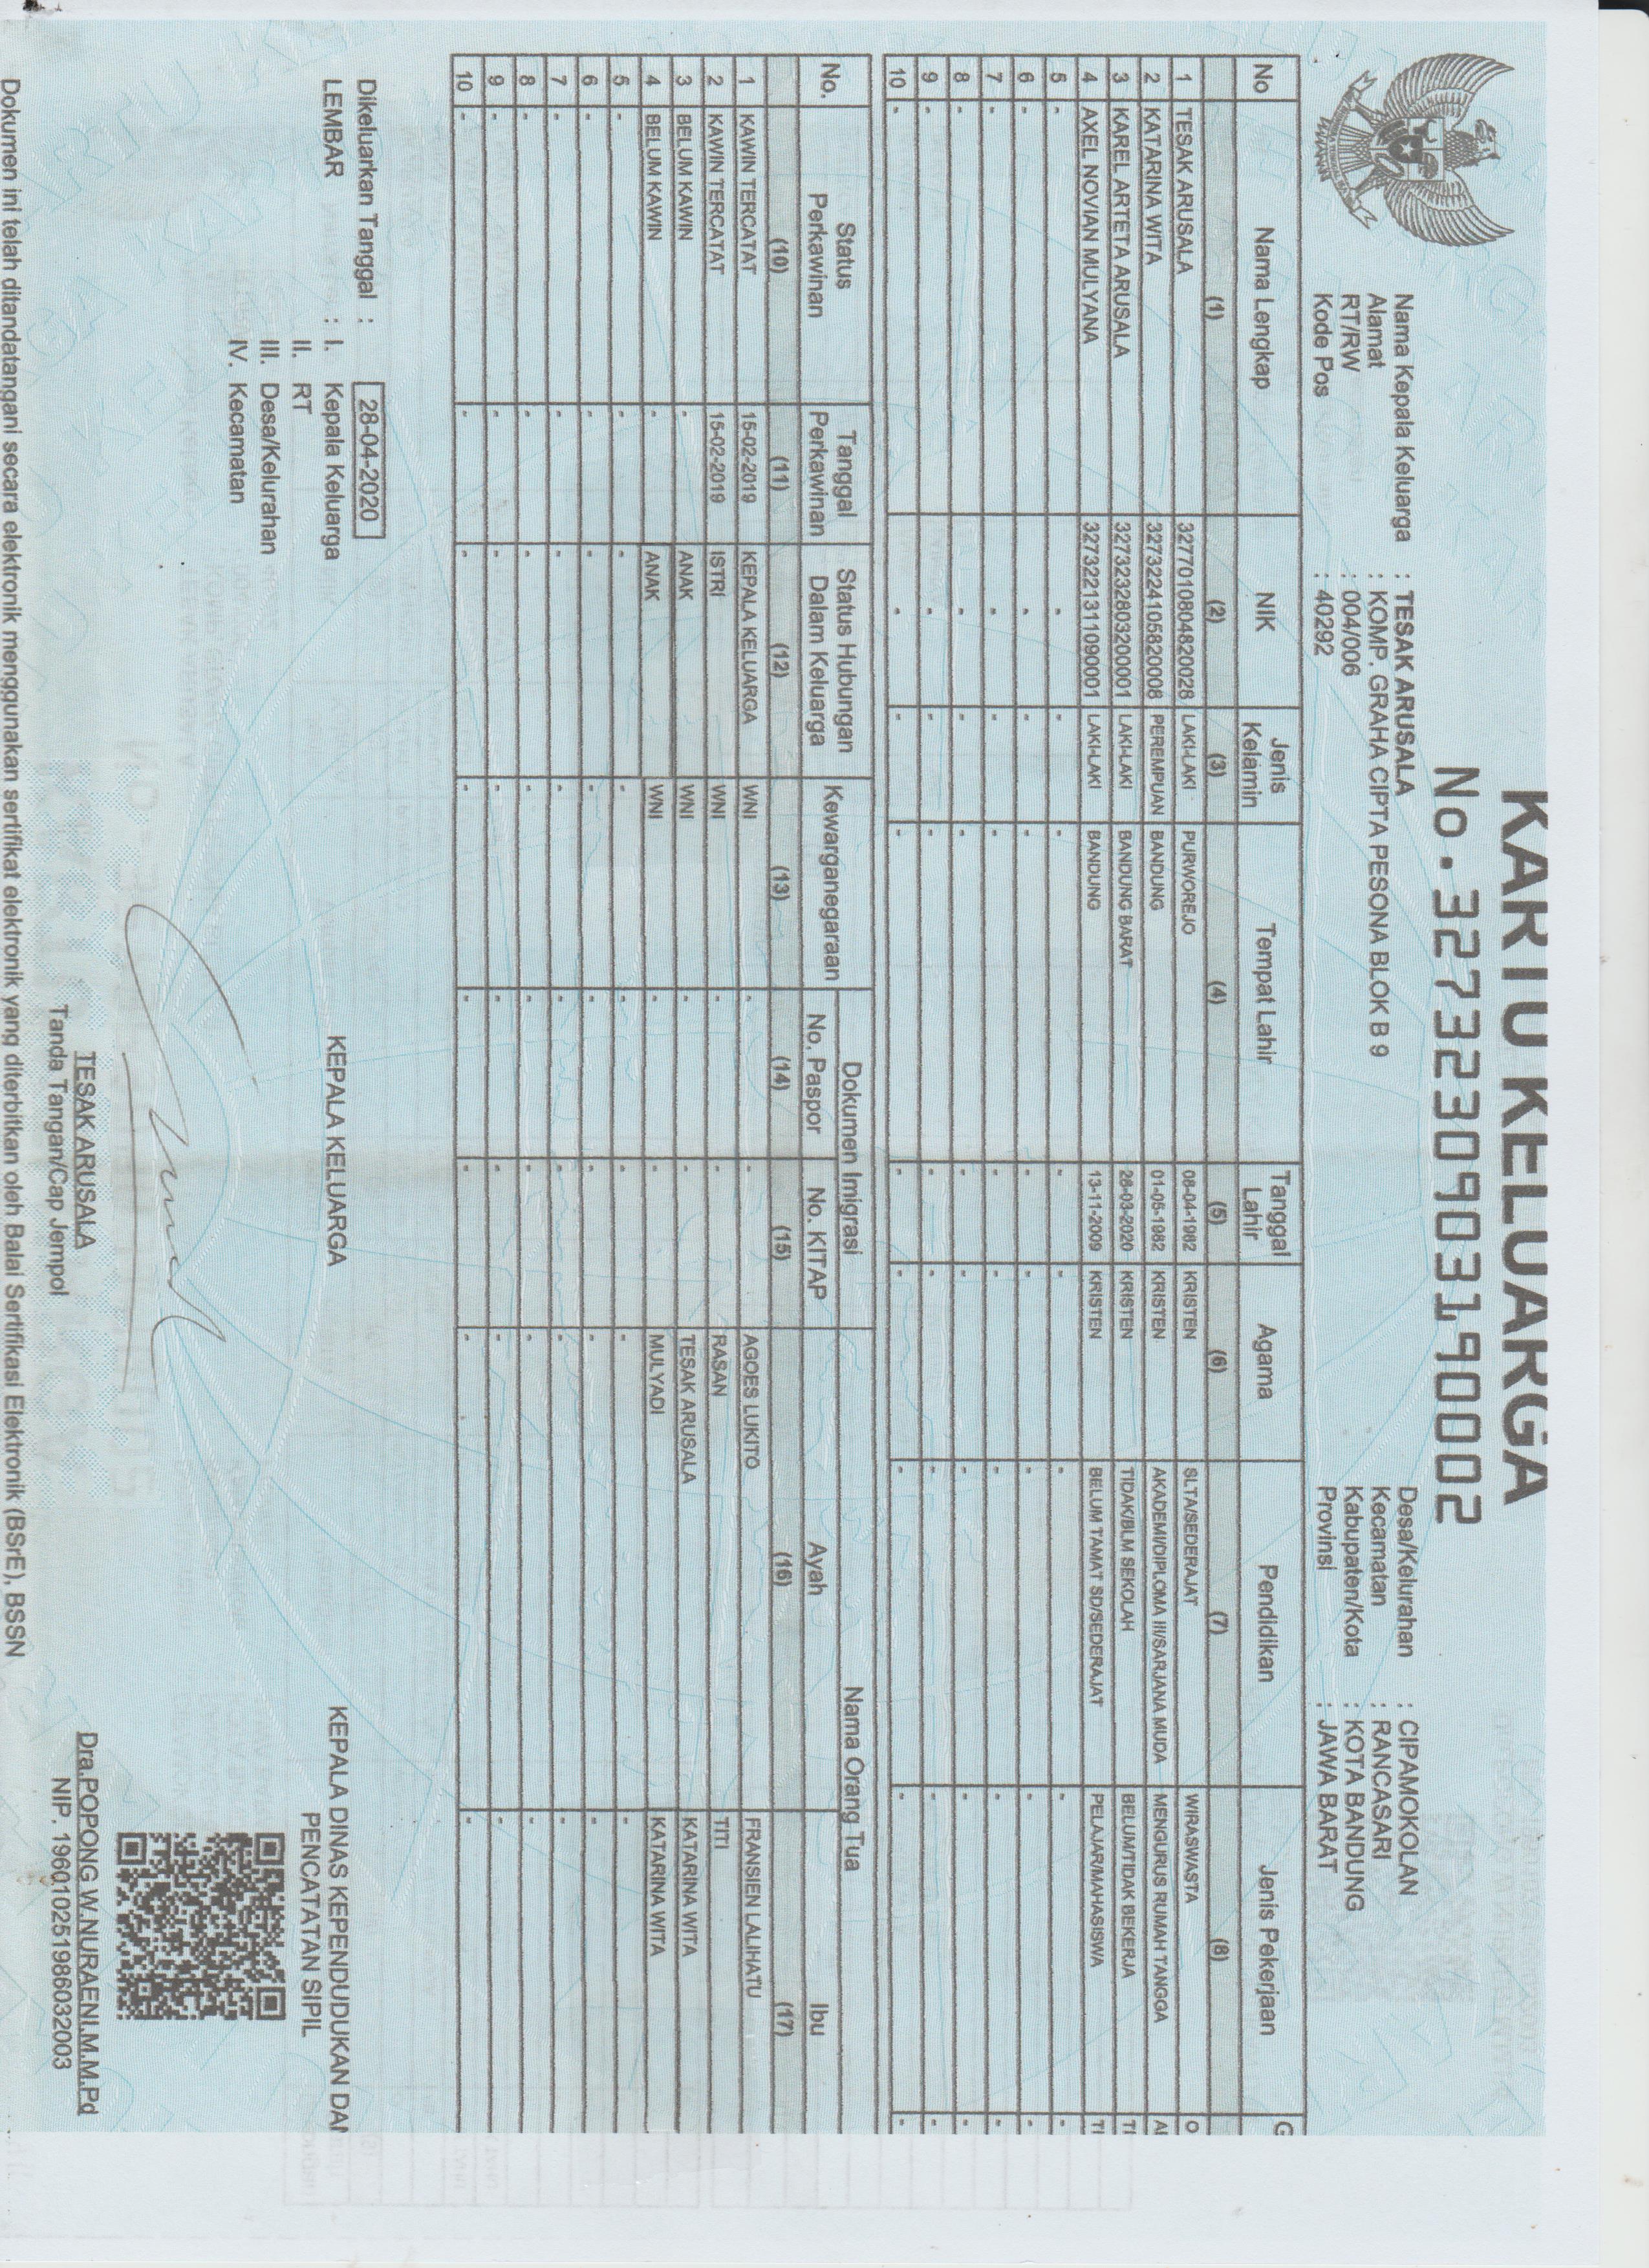 KARTU KELUARGA
No.3273230903190002
Nama Kepala Keluarga : TESAK ARUSALA
Alamat : KOMP. GRAHA CIPTA PESONA BLOK B 9
RT/RW : 004/006
Kode Pos : 40292
Desa/Kelurahan : CIPAMOKOLAN
Kecamatan : RANCASARI
Kabupaten/Kota : KOTA BANDUNG
Provinsi : JAWA BARAT
No Nama Lengkap NIK Jenis Kelamin Tempat Lahir Tanggal Lahir Agama Pendidikan Jenis Pekerjaan G
(1) (2) (3) (4) (5) (6) (7) (8)
1 TESAK ARUSALA 3277010804820028 LAKI-LAKI PURWOREJO 08-04-1982 KRISTEN SLTA/SEDERAJAT WIRASWASTA O
2 KATARINA WITA 3273224105820008 PEREMPUAN BANDUNG 01-05-1982 KRISTEN AKADEMI/DIPLOMA III/SARJANA MUDA MENGURUS RUMAH TANGGA
3 KAREL ARTETA ARUSALA 3273232803200001 LAKI-LAKI BANDUNG BARAT 28-03-2020 KRISTEN TIDAK/BLM SEKOLAH BELUM/TIDAK BEKERJA
4 AXEL NOVIAN MULYANA 3273221311090001 LAKI-LAKI BANDUNG 13-11-2009 KRISTEN BELUM TAMAT SD/SEDERAJAT PELAJAR/MAHASISWA
5 - - - - - - - - -
6 - - - - - - - - -
7 - - - - - - - - -
8 - - - - - - - - -
9 - - - - - - - - -
10 - - - - - - - - -
No. Status Perkawinan Tanggal Perkawinan Status Hubungan Dalam Keluarga Kewarganegaraan Dokumen Imigrasi Nama Orang Tua
No. Paspor No. KITAP Ayah Ibu
(10) (11) (12) (13) (14) (15) (16) (17)
1 KAWIN TERCATAT 15-02-2019 KEPALA KELUARGA WNI - - AGOES LUKITO FRANSIEN LALIHATU
2 KAWIN TERCATAT 15-02-2019 ISTRI WNI - - RASAN TITI
3 BELUM KAWIN - ANAK WNI - - TESAK ARUSALA KATARINA WITA
4 BELUM KAWIN - ANAK WNI - - MULYADI KATARINA WITA
5 - - - - - - - -
6 - - - - - - - -
7 - - - - - - - -
8 - - - - - - - -
9 - - - - - - - -
10 - - - - - - - -
Dikeluarkan Tanggal : 28-04-2020
LEMBAR : I. Kepala Keluarga
II. RT
III. Desa/Kelurahan
IV. Kecamatan
KEPALA KELUARGA
TESAK ARUSALA
Tanda Tangan/Cap Jempol
KEPALA DINAS KEPENDUDUKAN DAN
PENCATATAN SIPIL
Dra.POPONG W.NURAENI,M.M.Pd
NIP. 196010251986032003
Dokumen ini telah ditandatangani secara elektronik menggunakan sertifikat elektronik yang diterbitkan oleh Balai Sertifikasi Elektronik (BSrE), BSSN